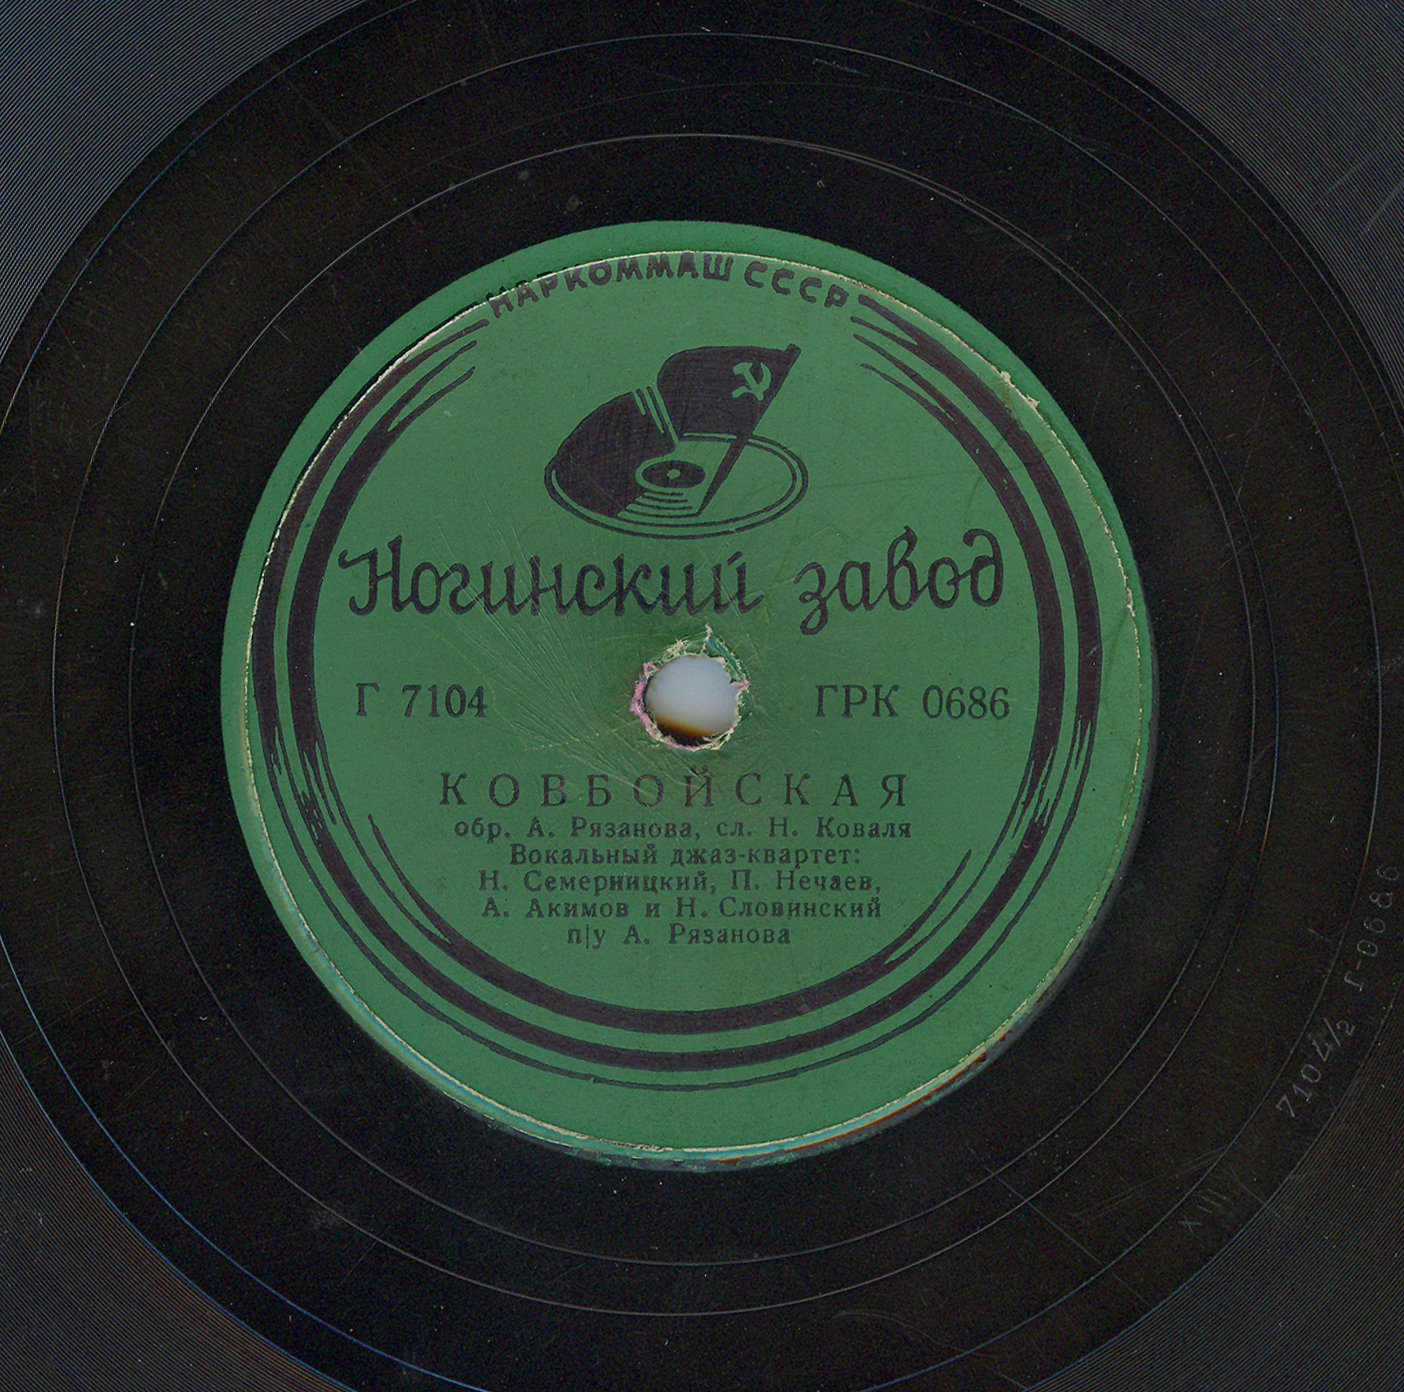 НАРКОММАШ СССР
Ногинский завод
Г 7104 ГРК 0686
КОВБОЙСКАЯ
обр. А. Рязанова, сл. Н. Коваля
Вокальный джаз-квартет:
Н. Семерницкий, П. Нечаев,
А. Акимов и Н. Словинский
п|у А. Рязанова
7104/2 Г-0686